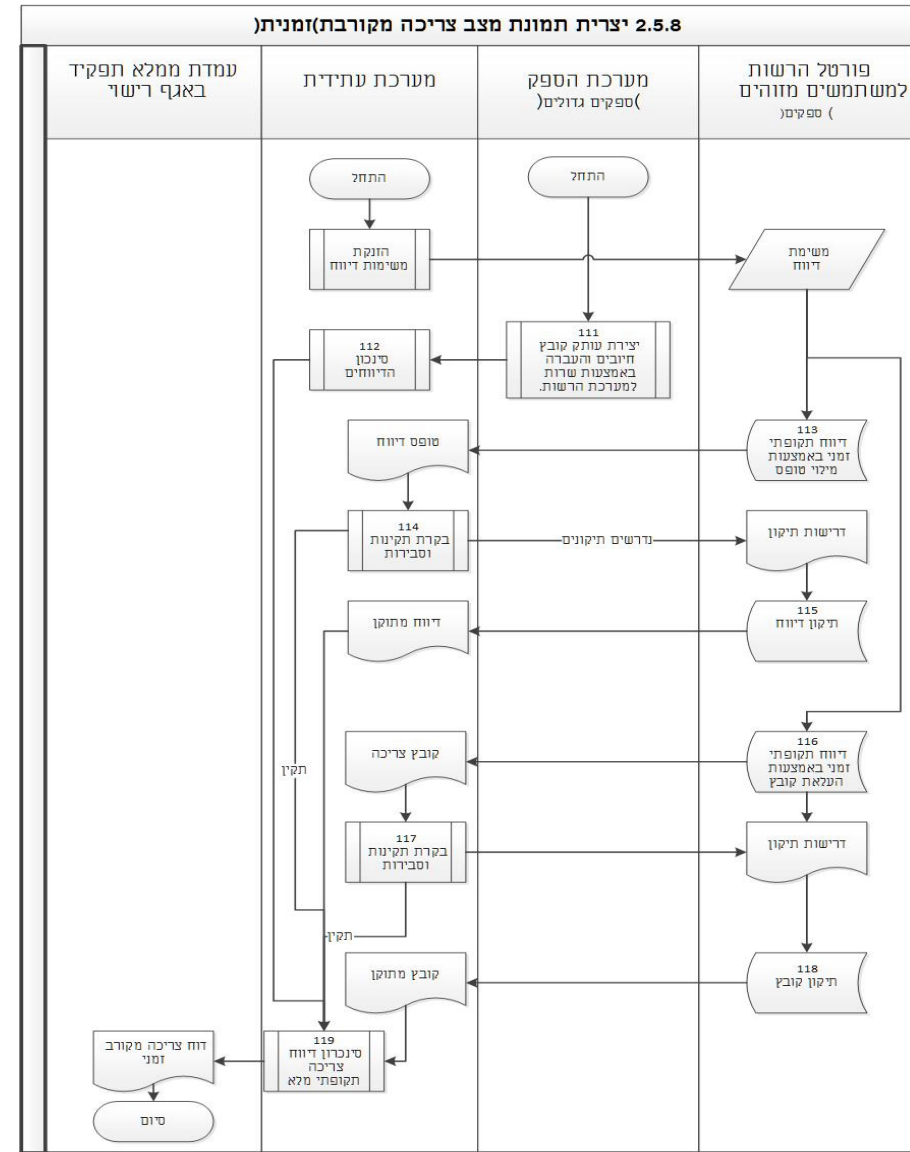 2.5.8 יצרית תמונת מצב צריכה מקורבת)זמנית(
פורטל הרשות
למשתמשים מזוהים
) ספקים(
מערכת הספק
)ספקים גדולים(
מערכת עתידית
עמדת ממלא תפקיד
באגף רישוי
התחל
התחל
משימת
דיווח
הזנקת
משימות דיווח
111
יצירת עותק קובץ
חיובים והעברה
באמצעות שרות
למערכת הרשות.
112
סינכון
הדיווחים
113
דיווח תקופתי
זמני באמצעות
מילוי טופס
טופס דיווח
114
בקרת תקינות
וסבירות
נדרשים תיקונים
דרישות תיקון
115
תיקון דיווח
דיווח מתוקן
116
דיווח תקופתי
זמני באמצעות
העלאת קובץ
קובץ צריכה
תקין
117
בקרת תקינות
וסבירות
דרישות תיקון
תקין
118
תיקון קובץ
קובץ מתוקן
119
סינכרון דיווח
צריכה
תקופתי מלא
דוח צריכה מקורב
זמני
סיום